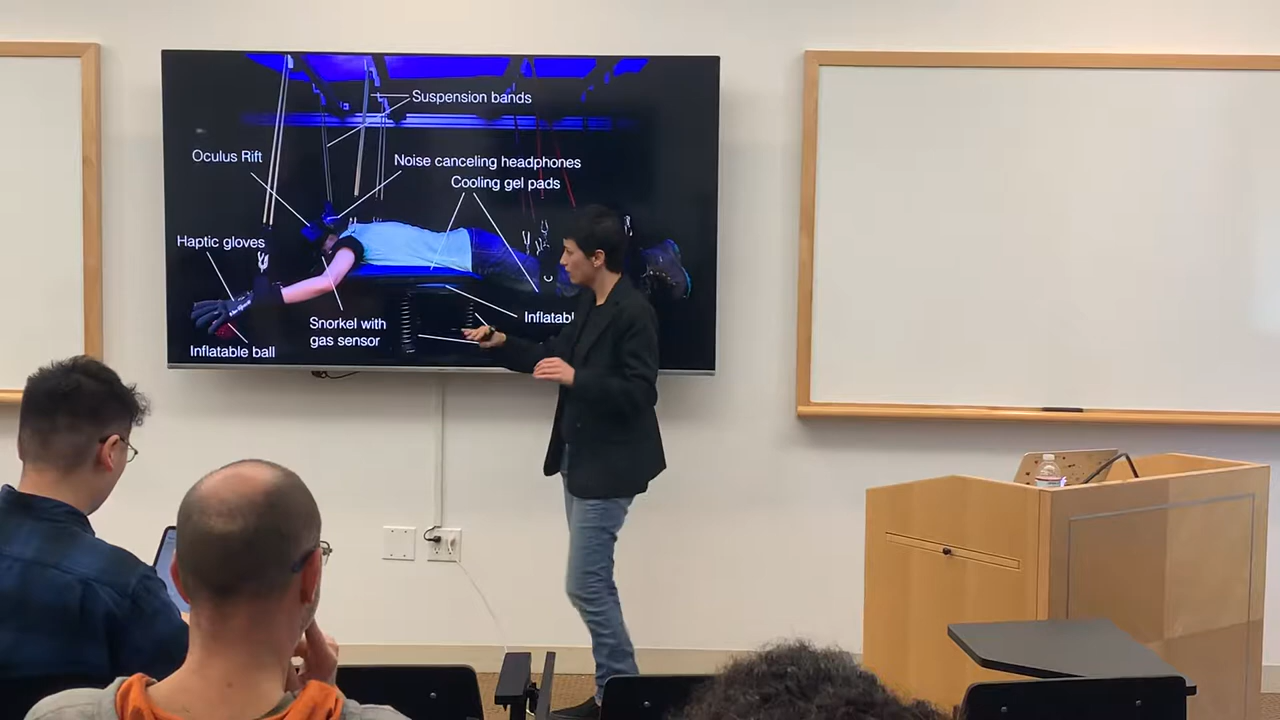 Suspension bands
Oculus Rift
Noise canceling headphones
Cooling gel pads
Haptic gloves
Snorkel with
gas sensor
Inflatable ball